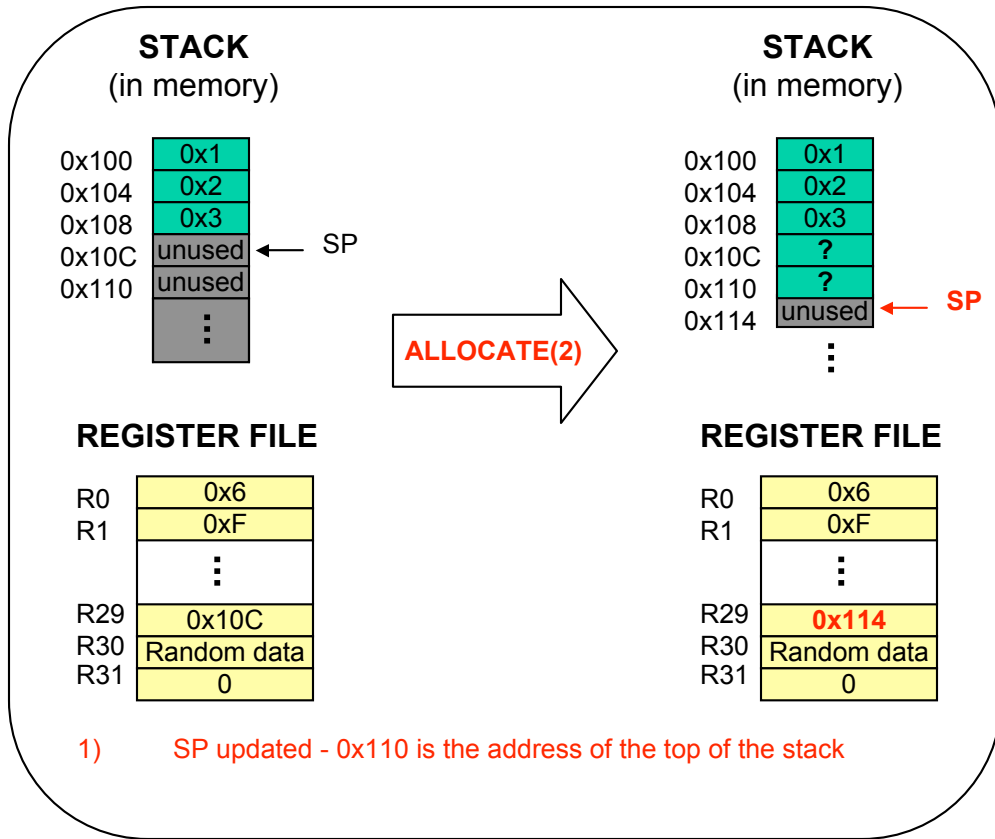 STACK
(in memory)
0x100 0x1
0x104 0x2
0x108 0x3
0x10C unused SP
0x110 unused
REGISTER FILE
R0 0x6
R1 0xF
R29 0x10C
R30 Random data
R31 0
ALLOCATE(2)
STACK
(in memory)
0x100 0x1
0x104 0x2
0x108 0x3
0x10C ?
0x110 ?
0x114 unused SP
REGISTER FILE
R0 0x6
R1 0xF
R29 0x114
R30 Random data
R31 0
1) SP updated - 0x110 is the address of the top of the stack